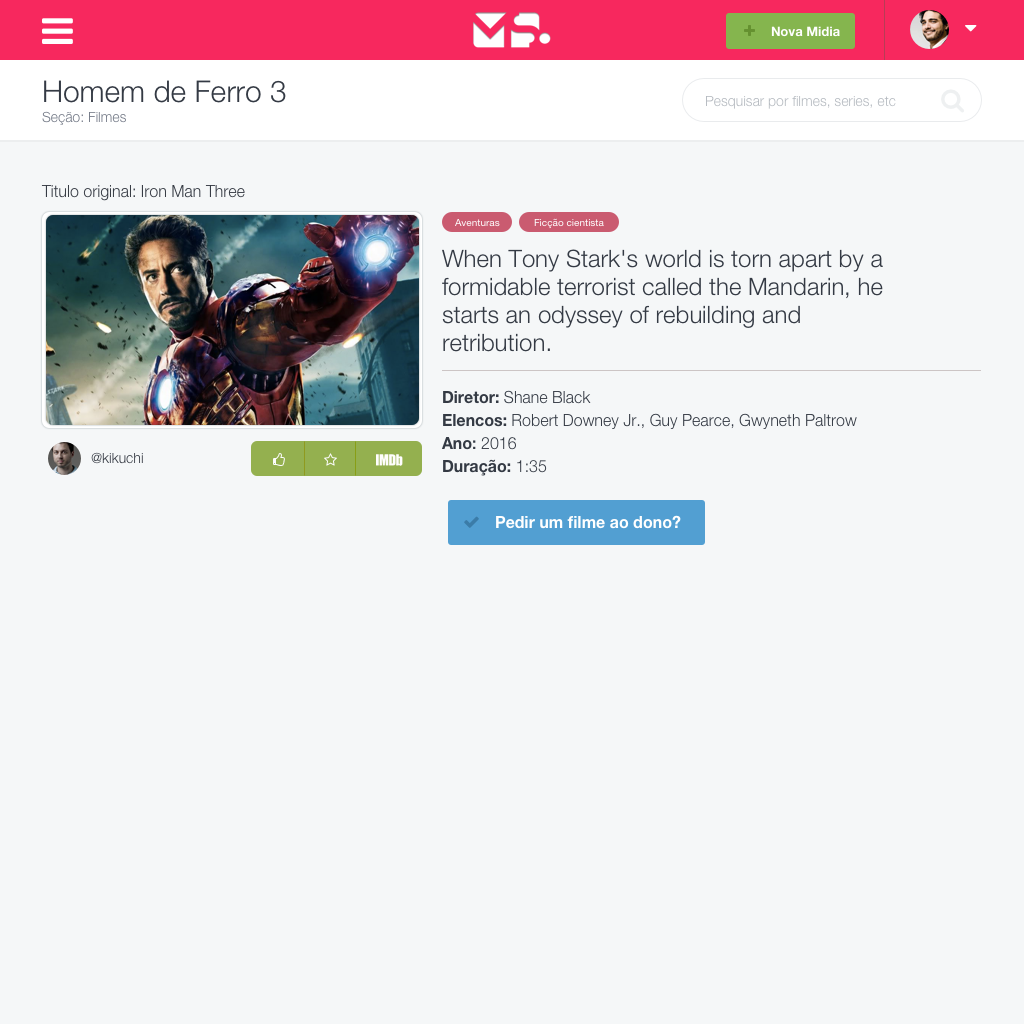 MS.
Nova Midia
Homem de Ferro 3
Seção: Filmes
Pesquisar por filmes, series, etc
Titulo original: Iron Man Three
Aventuras
Ficção cientista
When Tony Stark's world is torn apart by a
formidable terrorist called the Mandarin, he
starts an odyssey of rebuilding and
retribution.
Diretor: Shane Black
Elencos: Robert Downey Jr., Guy Pearce, Gwyneth Paltrow
Ano: 2016
Duração: 1:35
@kikuchi
IMDb
Pedir um filme ao dono?